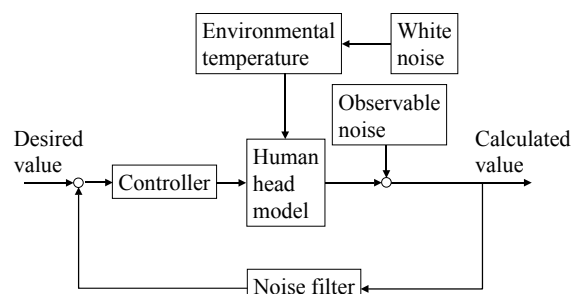 Environmental
temperature
White
noise
Observable
noise
Desired
value
Calculated
value
Controller
Human
head
model
Noise filter